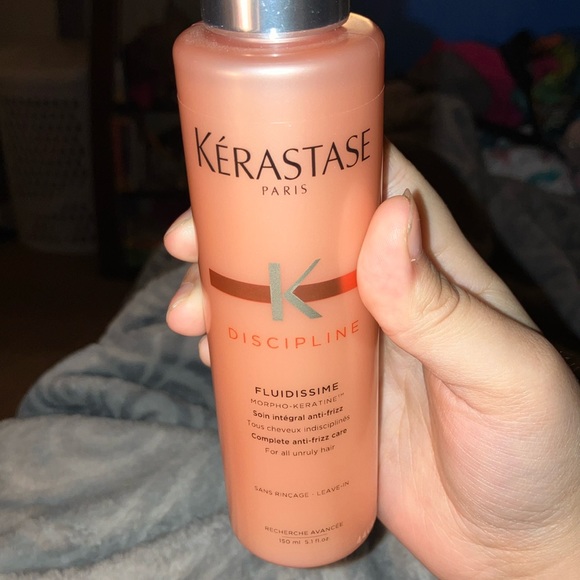 KÉRASTASE
PARIS
K
DISCIPLINE
FLUIDISSIME
MORPHO-KERATINE™
Soin intégral anti-frizz
Tous cheveux indisciplinés
Complete anti-frizz care
For all unruly hair
SANS RINCAGE - LEAVE-IN
RECHERCHE AVANCÉE
150 ml 5.1 fl.oz